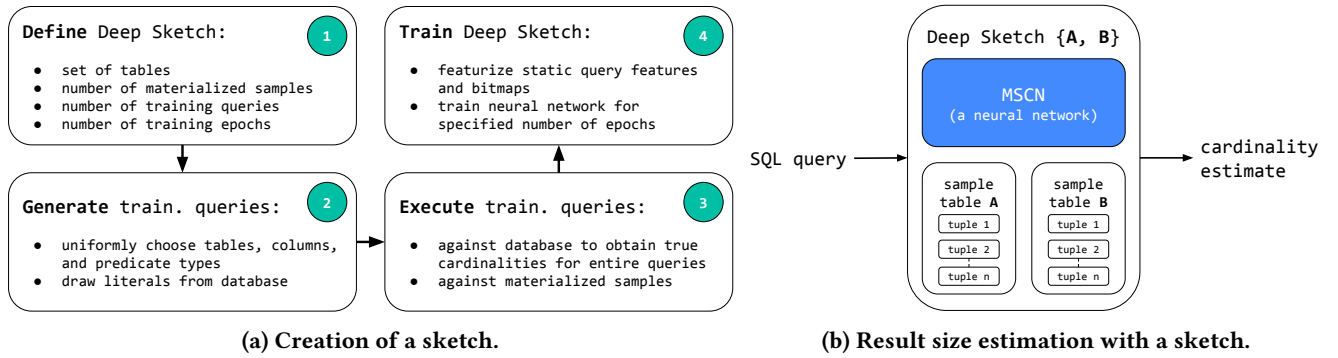 Define Deep Sketch:
1
● set of tables
● number of materialized samples
● number of training queries
● number of training epochs
Generate train. queries:
2
● uniformly choose tables, columns,
and predicate types
● draw literals from database
Execute train. queries:
3
● against database to obtain true
cardinalities for entire queries
● against materialized samples
Train Deep Sketch:
4
● featurize static query features
and bitmaps
● train neural network for
specified number of epochs
(a) Creation of a sketch.
SQL query
Deep Sketch {A, B}
MSCN
(a neural network)
sample
table A
tuple 1
tuple 2
tuple n
sample
table B
tuple 1
tuple 2
tuple n
cardinality
estimate
(b) Result size estimation with a sketch.